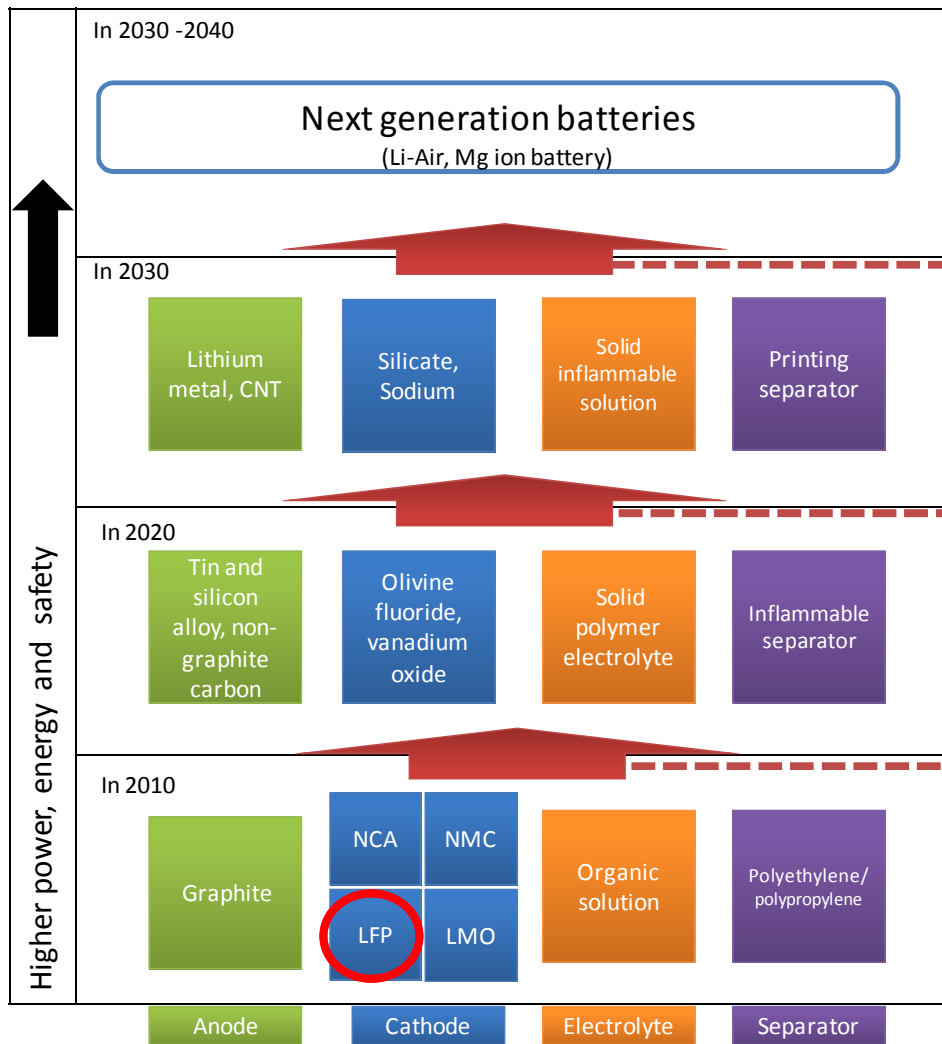 In 2030 -2040
Next generation batteries
(Li-Air, Mg ion battery)
In 2030
Lithium
metal, CNT
Silicate,
Sodium
Solid
inflammable
solution
Printing
separator
In 2020
Tin and
silicon
alloy, non-
graphite
carbon
Olivine
fluoride,
vanadium
oxide
Solid
polymer
electrolyte
Inflammable
separator
In 2010
Graphite
NCA
NMC
LFP
LMO
Organic
solution
Polyethylene/
polypropylene
Anode
Cathode
Electrolyte
Separator
Higher power, energy and safety